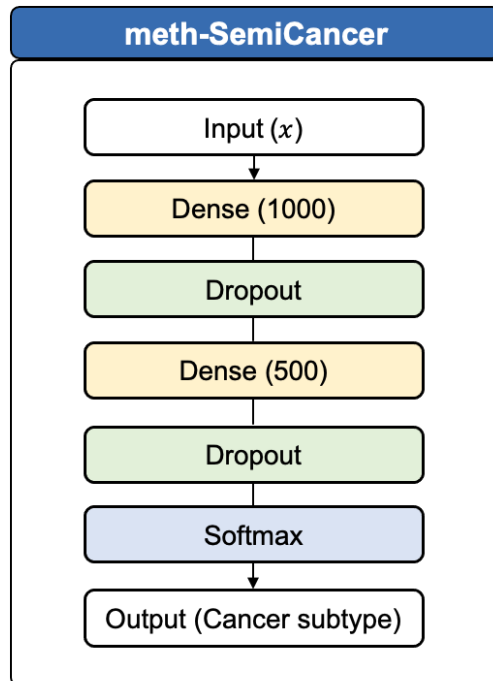 meth-SemiCancer
Input (x)
Dense (1000)
Dropout
Dense (500)
Dropout
Softmax
Output (Cancer subtype)